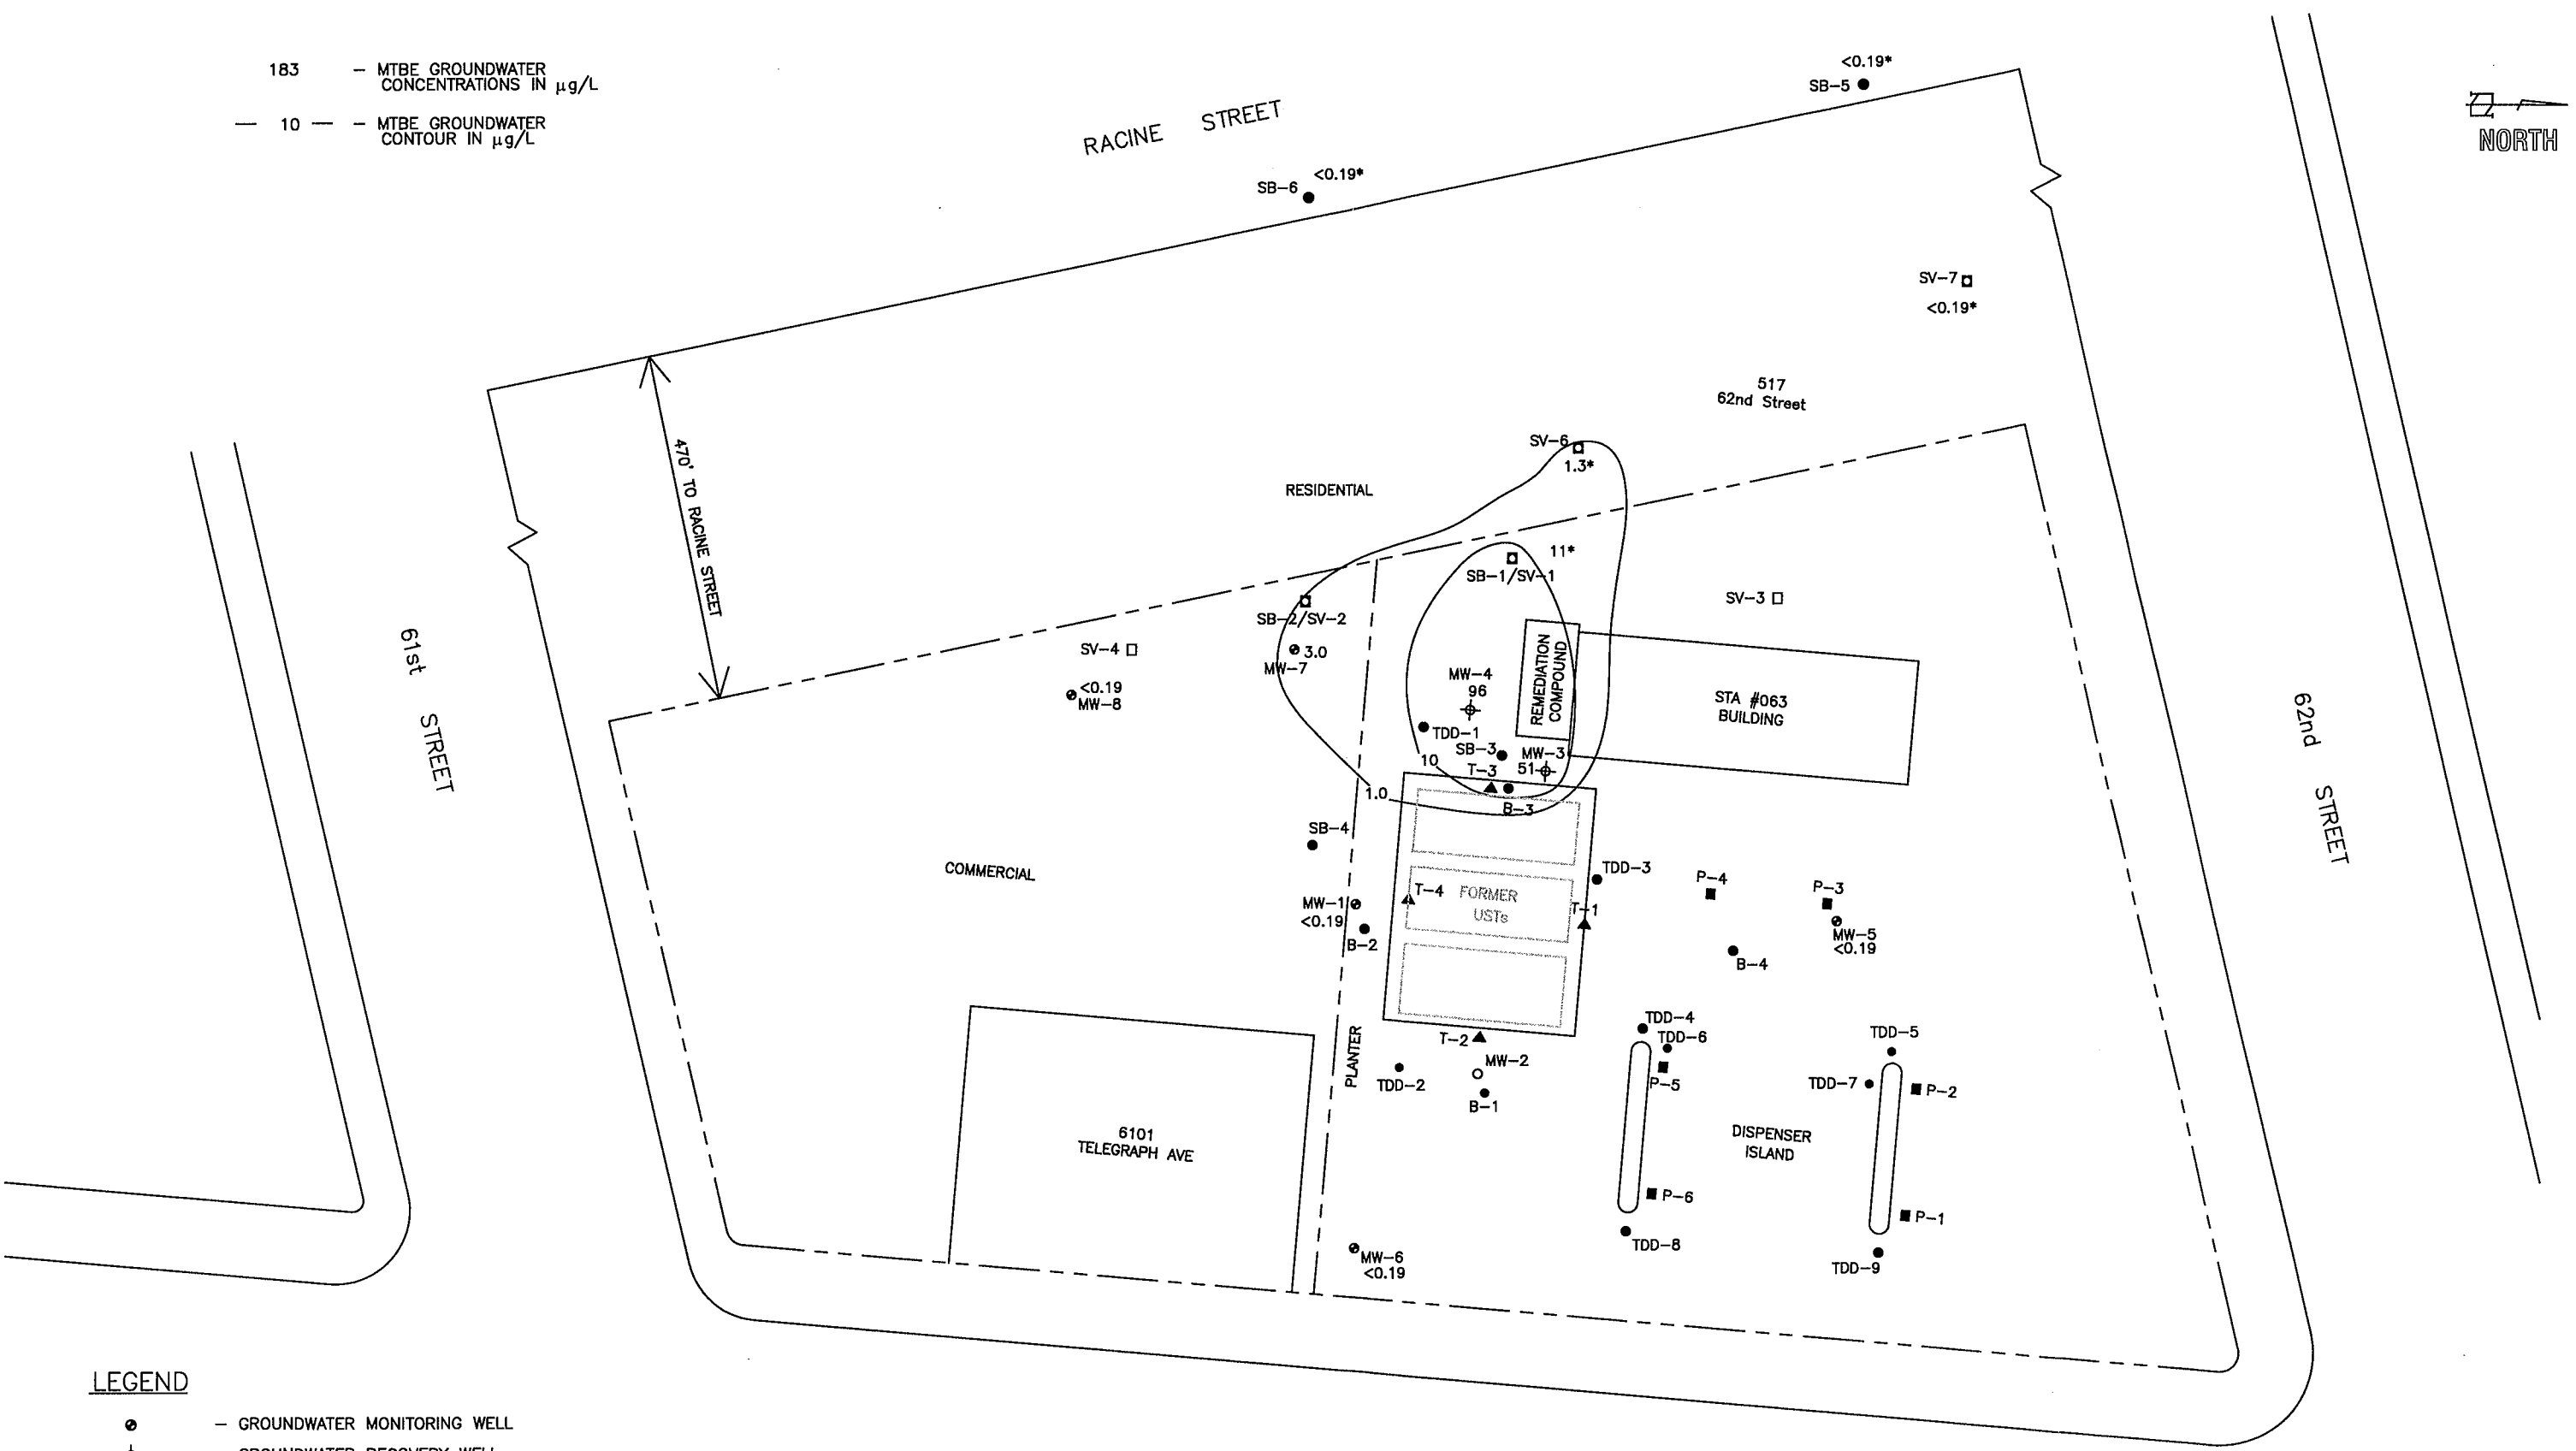 183 — MTBE GROUNDWATER
CONCENTRATIONS IN µg/L
— 10 — — MTBE GROUNDWATER
CONTOUR IN µg/L
RACINE STREET
<0.19*
SB-5
NORTH
SB-6 <0.19*
SV-7
<0.19*
517
62nd Street
470' TO RACINE STREET
SV-6
1.3*
RESIDENTIAL
11*
SB-1/SV-1
SV-3
SB-2/SV-2
3.0
MW-7
SV-4
<0.19
MW-8
MW-4
96
REMEDIATION
COMPOUND
STA #063
BUILDING
61st STREET
62nd STREET
TDD-1
SB-3
MW-3
51
10
T-3
1.0
B-3
SB-4
COMMERCIAL
TDD-3
P-4
P-3
MW-1
<0.19
B-2
T-4
FORMER
USTs
T-1
MW-5
<0.19
B-4
TDD-4
TDD-6
P-5
TDD-5
TDD-7
P-2
T-2
MW-2
TDD-2
B-1
PLANTER
6101
TELEGRAPH AVE
DISPENSER
ISLAND
P-6
P-1
TDD-8
MW-6
<0.19
TDD-9
LEGEND
— GROUNDWATER MONITORING WELL
GROUNDWATER RECOVERY WELL